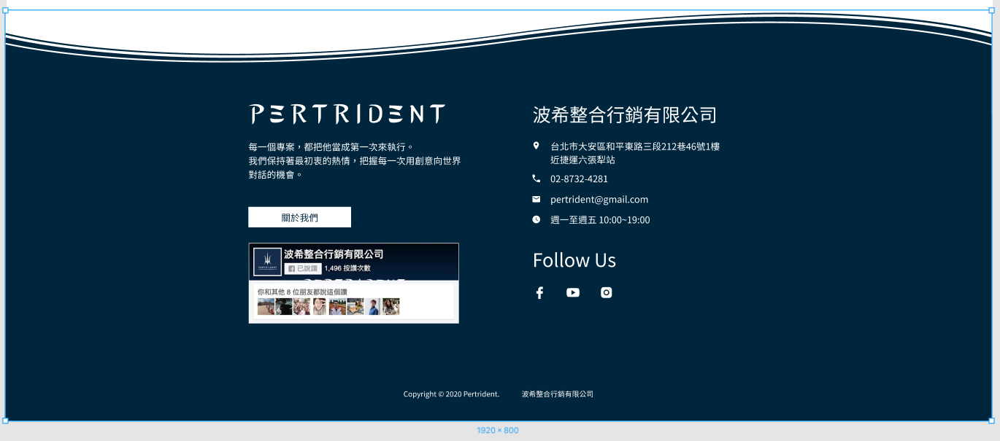 PERTRIDENT
每一個專案，都把他當成第一次來執行。
我們保持著最初衷的熱情，把握每一次用創意向世界
對話的機會。
關於我們
波希整合行銷有限公司
已說讚 1,496 按讚次數
你和其他 8 位朋友都說這個讚
波希整合行銷有限公司
台北市大安區和平東路三段212巷46號1樓
近捷運六張犁站
02-8732-4281
pertrident@gmail.com
週一至週五 10:00~19:00
Follow Us
Copyright © 2020 Pertrident. 波希整合行銷有限公司
1920 × 800